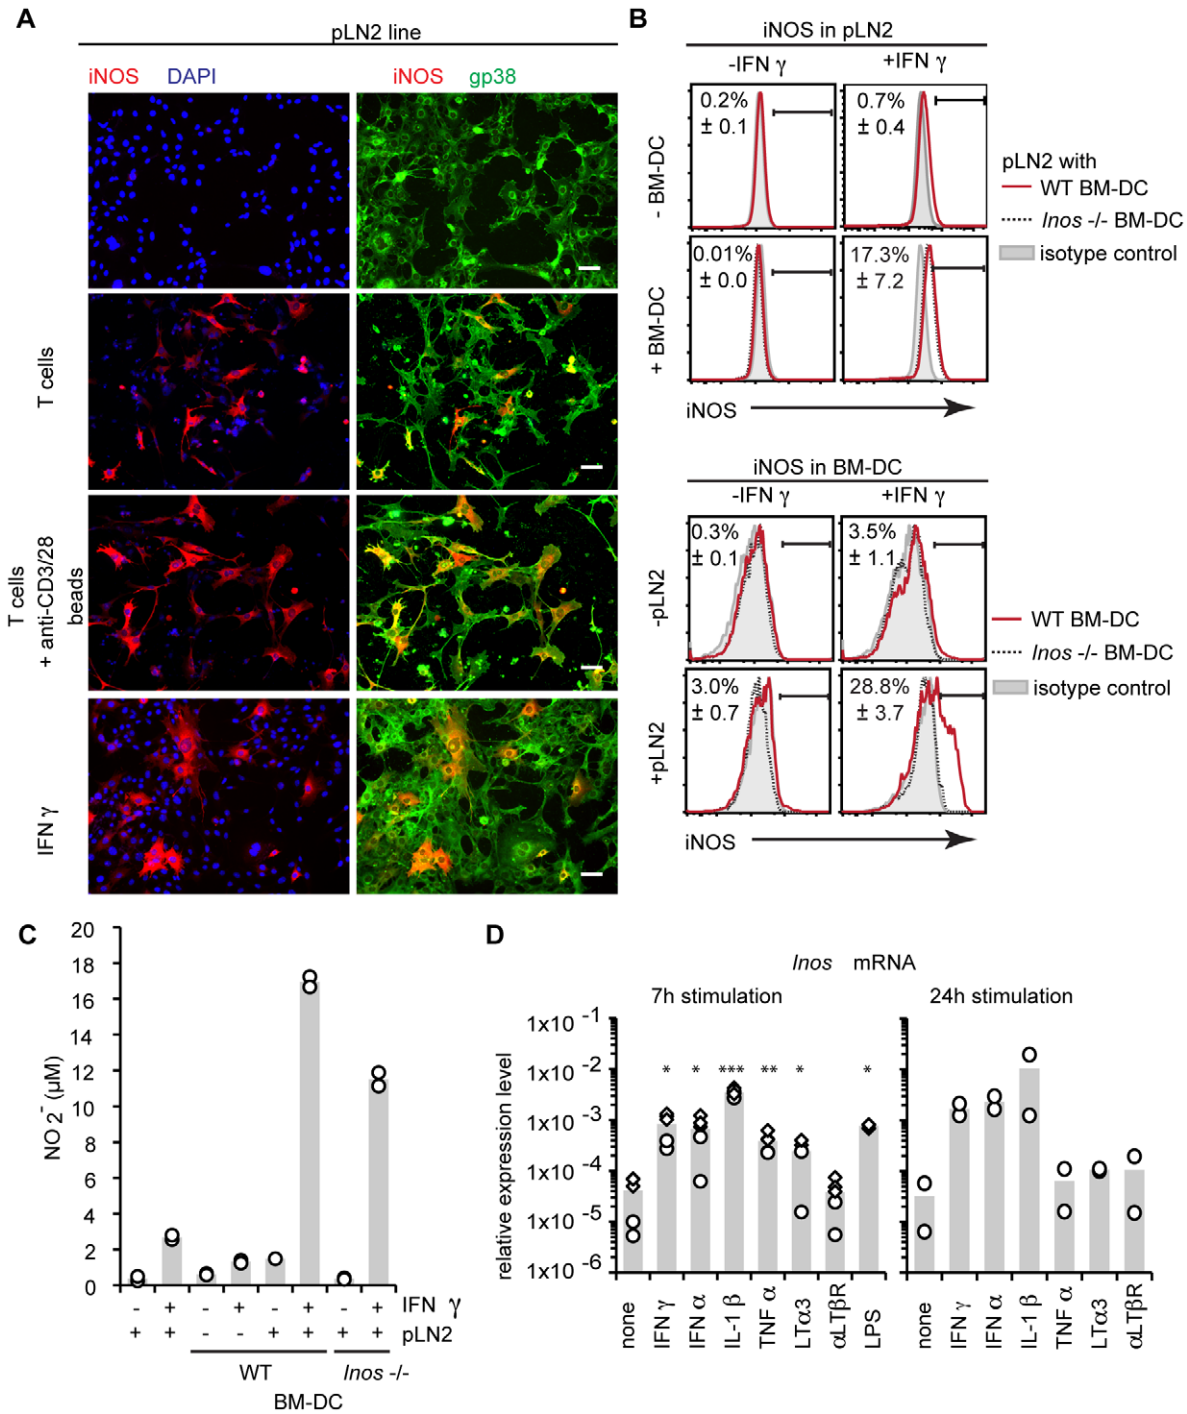 A
pLN2 line
iNOS DAPI
iNOS gp38
T cells
T cells
+ anti-CD3/28
beads
IFN γ
B
iNOS in pLN2
-IFN γ
+IFN γ
- BM-DC
0.2%
± 0.1
0.7%
± 0.4
+ BM-DC
0.01%
± 0.0
17.3%
± 7.2
iNOS
pLN2 with
WT BM-DC
Inos -/- BM-DC
isotype control
iNOS in BM-DC
-IFN γ
+IFN γ
-pLN2
0.3%
± 0.1
3.5%
± 1.1
+pLN2
3.0%
± 0.7
28.8%
± 3.7
iNOS
WT BM-DC
Inos -/- BM-DC
isotype control
C
NO2⁻ (μM)
20
18
16
14
12
10
8
6
4
2
0
- + - + - + - + IFN γ
+ + - - + + + + pLN2
WT
Inos -/-
BM-DC
D
Inos mRNA
7h stimulation
24h stimulation
relative expression level
1x10 -1
1x10 -2
1x10 -3
1x10 -4
1x10 -5
1x10 -6
* * *** ** * *
none
IFN γ
IFN α
IL-1 β
TNF α
LTα3
αLTβR
LPS
none
IFN γ
IFN α
IL-1 β
TNF α
LTα3
αLTβR